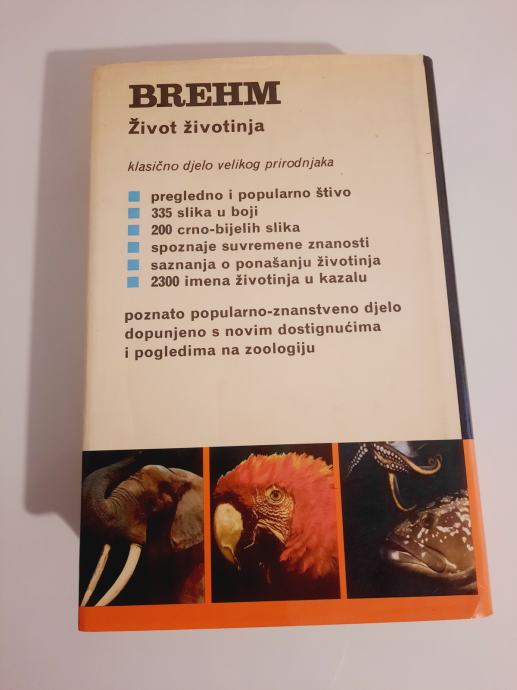 BREHM
Život životinja
klasično djelo velikog prirodnjaka
pregledno i popularno štivo
335 slika u boji
200 crno-bijelih slika
spoznaje suvremene znanosti
saznanja o ponašanju životinja
2300 imena životinja u kazalu
poznato popularno-znanstveno djelo
dopunjeno s novim dostignućima
i pogledima na zoologiju